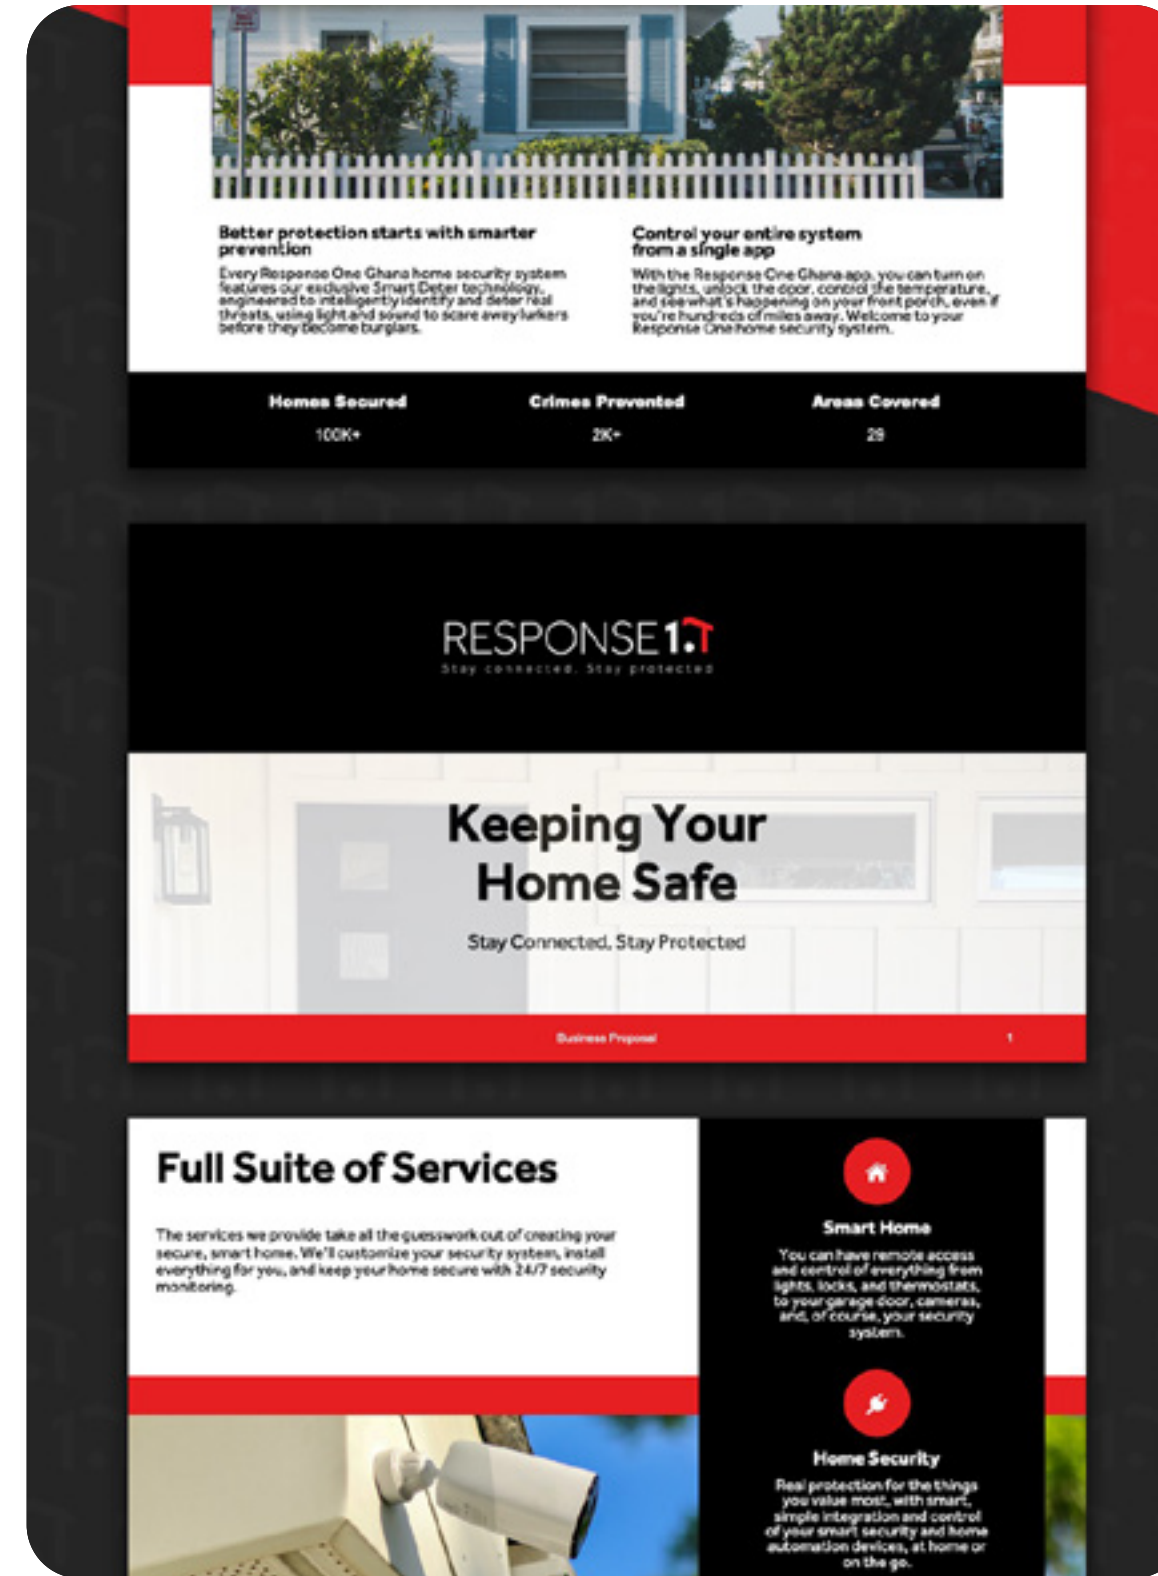 Better protection starts with smarter
prevention
Every Response One Ghana home security system
features our exclusive Smart Deter technology,
engineered to intelligently identify and deter real
threats, using light and sound to scare away lurkers
before they become burglars.
Control your entire system
from a single app
With the Response One Ghana app, you can turn on
the lights, unlock the door, control the temperature,
and see what's happening on your front porch, even if
you're hundreds of miles away. Welcome to your
Response One home security system.
Homes Secured
100K+
Crimes Prevented
2K+
Areas Covered
29
RESPONSE 1.
Stay connected. Stay protected
Keeping Your
Home Safe
Stay Connected, Stay Protected
Business Proposal
1
Full Suite of Services
The services we provide take all the guesswork out of creating your
secure, smart home. We'll customize your security system, install
everything for you, and keep your home secure with 24/7 security
monitoring.
Smart Home
You can have remote access
and control of everything from
lights, locks, and thermostats,
to your garage door, cameras,
and, of course, your security
system.
Home Security
Real protection for the things
you value most, with smart,
simple integration and control
of your smart security and home
automation devices, at home or
on the go.